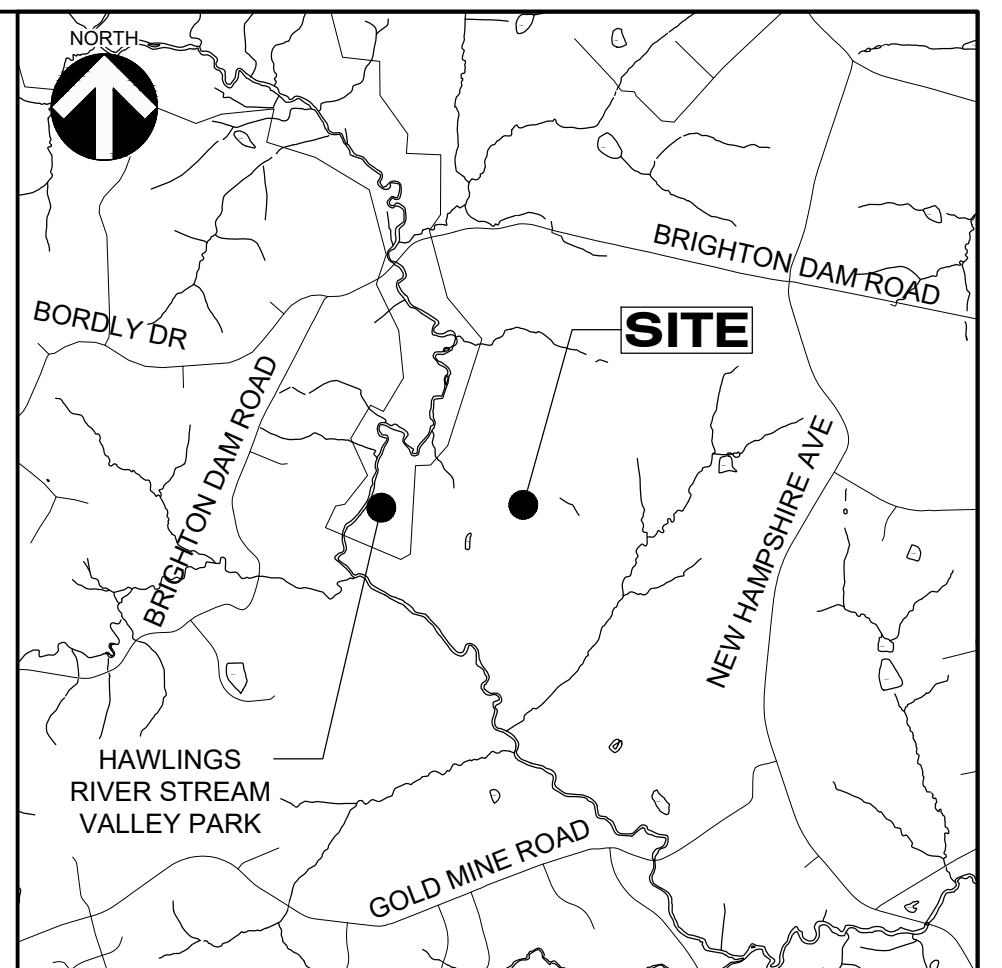 NORTH
BRIGHTON DAM ROAD
BORDLY DR
SITE
BRIGHTON DAM ROAD
NEW HAMPSHIRE AVE
HAWLINGS
RIVER STREAM
VALLEY PARK
GOLD MINE ROAD